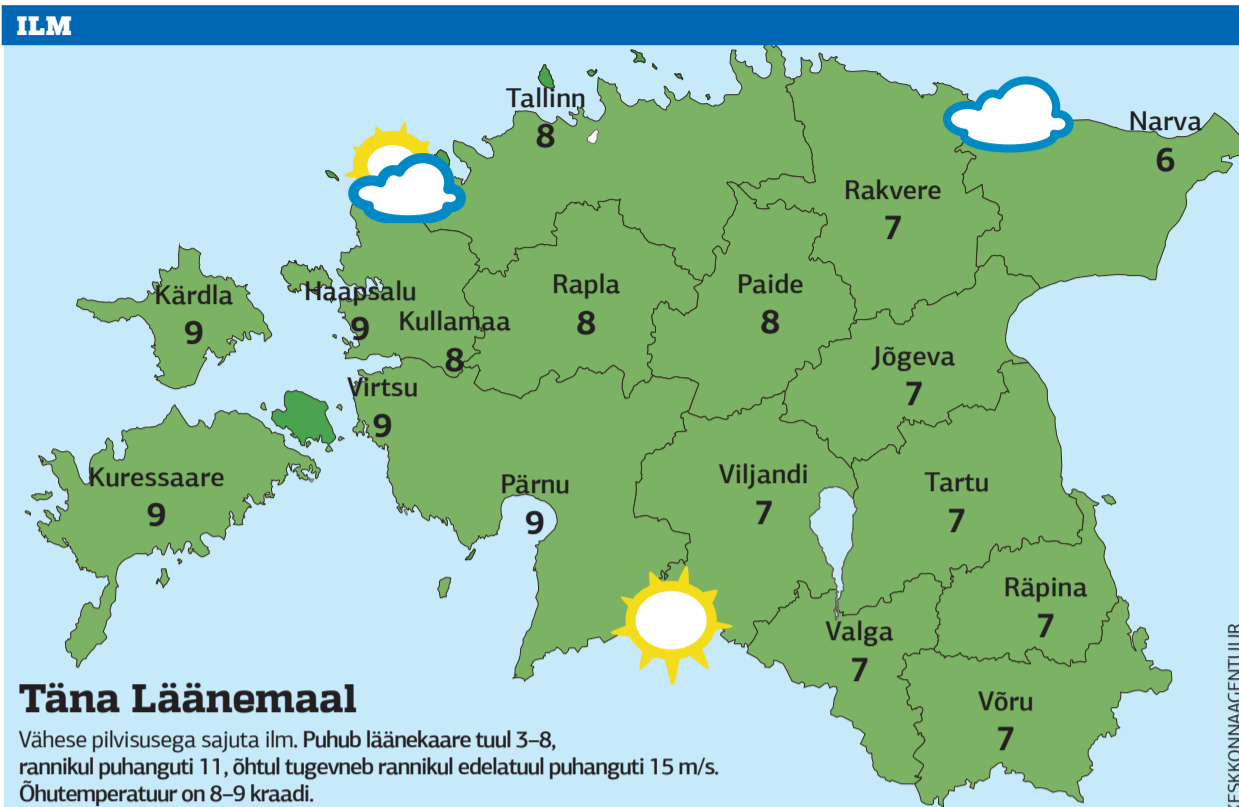 ILM
Tallinn
8
Narva
6
Rakvere
7
Kärdla
9
Haapsalu
9
Kullamaa
8
Rapla
8
Paide
8
Jõgeva
7
Virtsu
9
Kuressaare
9
Pärnu
9
Viljandi
7
Tartu
7
Räpina
7
Valga
7
Võru
7
Täna Läänemaal
Vähese pilvisusega sajuta ilm. Puhub läänekaare tuul 3–8,
rannikul puhanguti 11, õhtul tugevneb rannikul edelatuul puhanguti 15 m/s.
Õhutemperatuur on 8–9 kraadi.
KESKKONNAAGENTUUR